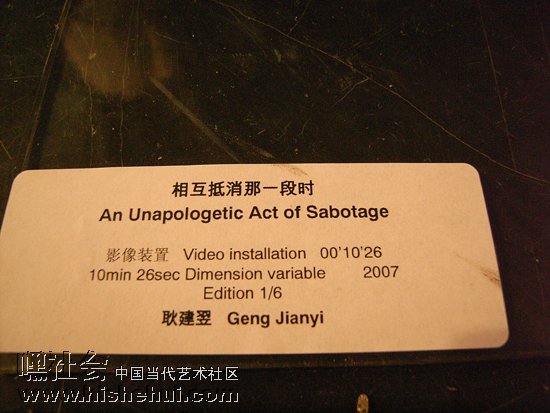 相互抵消那一段时
An Unapologetic Act of Sabotage
影像装置 Video installation 00'10'26
10min 26sec Dimension variable 2007
Edition 1/6
耿建翌 Geng Jianyi
嘿社会 中国当代艺术社区
www.hishehui.com